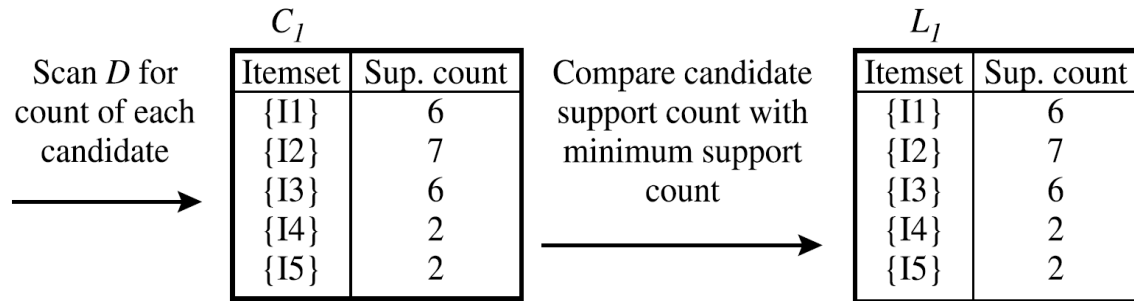 C1
L1
Scan D for
count of each
candidate
Itemset Sup. count
{I1} 6
{I2} 7
{I3} 6
{I4} 2
{I5} 2
Compare candidate
support count with
minimum support
count
Itemset Sup. count
{I1} 6
{I2} 7
{I3} 6
{I4} 2
{I5} 2